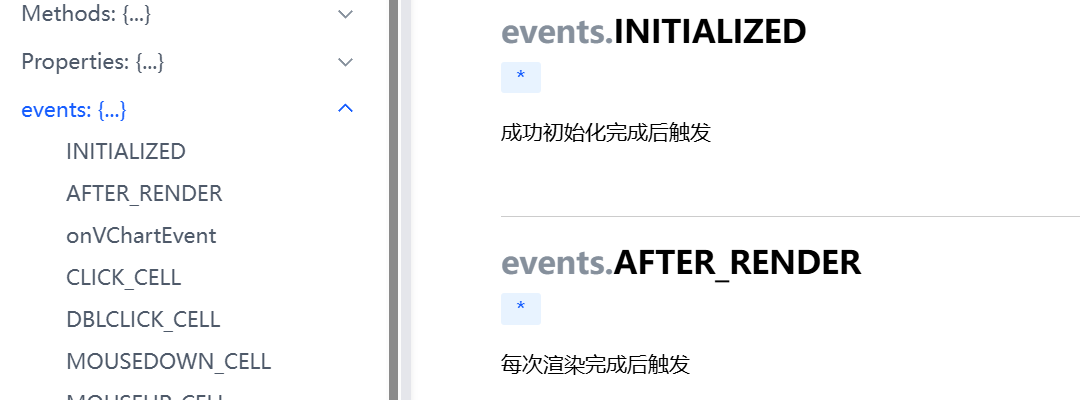 Methods: {...}
Properties: {...}
events: {...}
INITIALIZED
AFTER_RENDER
onVChartEvent
CLICK_CELL
DBLCLICK_CELL
MOUSEDOWN_CELL
MOUSEUP_CELL
events.INITIALIZED
*
成功初始化完成后触发
events.AFTER_RENDER
*
每次渲染完成后触发